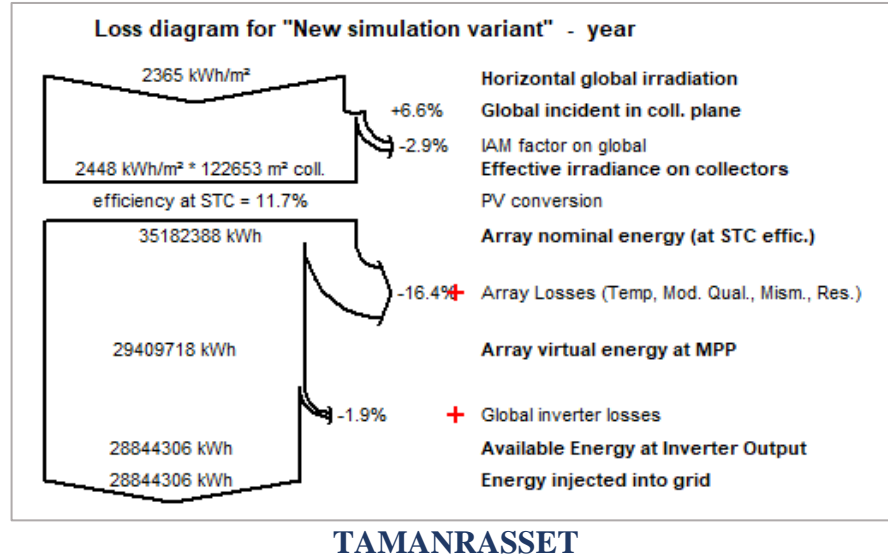 Loss diagram for "New simulation variant" - year
2365 kWh/m²
Horizontal global irradiation
+6.6%
Global incident in coll. plane
-2.9%
IAM factor on global
2448 kWh/m² * 122653 m² coll.
Effective irradiance on collectors
efficiency at STC = 11.7%
PV conversion
35182388 kWh
Array nominal energy (at STC effic.)
-16.4%
Array Losses (Temp, Mod. Qual., Mism., Res.)
29409718 kWh
Array virtual energy at MPP
-1.9%
Global inverter losses
28844306 kWh
Available Energy at Inverter Output
28844306 kWh
Energy injected into grid
TAMANRASSET